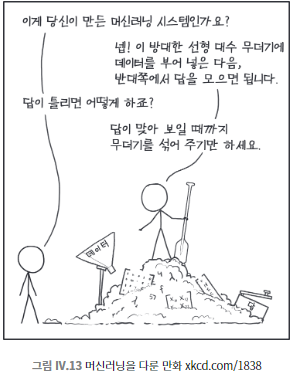 이게 당신이 만든 머신러닝 시스템인가요?
넵! 이 방대한 선형 대수 무더기에
데이터를 부어 넣은 다음,
반대쪽에서 답을 모으면 됩니다.
답이 틀리면 어떻게 하죠?
답이 맞아 보일 때까지
무더기를 섞어 주기만 하세요.
데이터
그림 IV.13 머신러닝을 다룬 만화 xkcd.com/1838